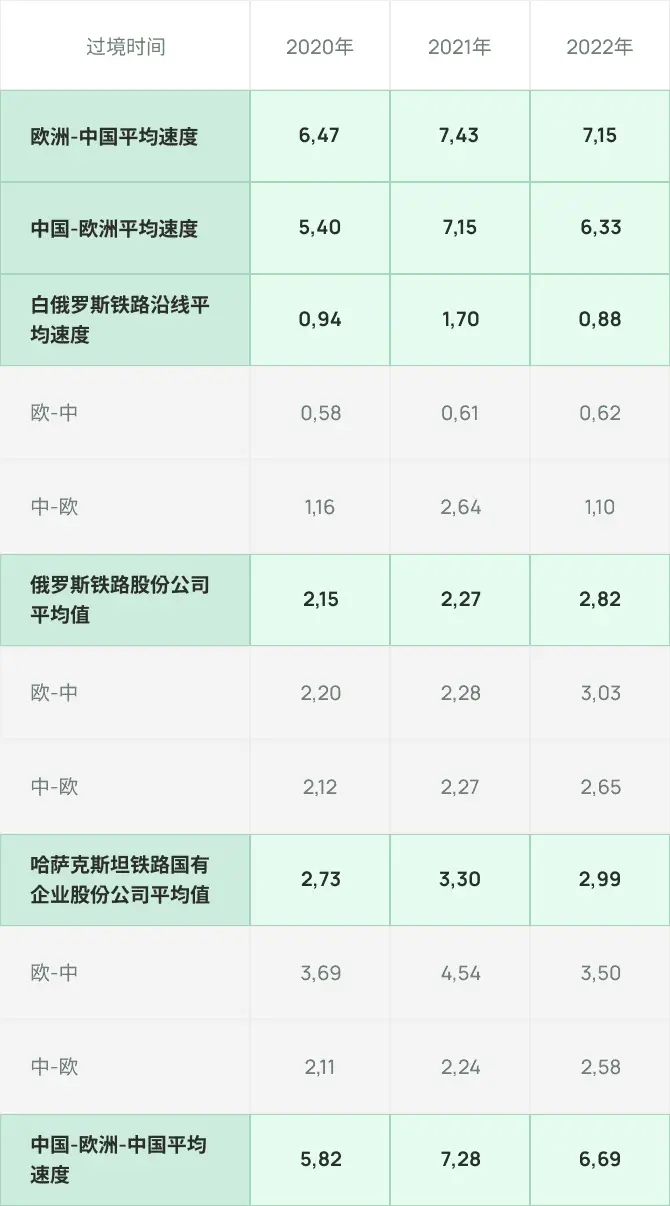 过境时间 2020年 2021年 2022年
欧洲-中国平均速度 6,47 7,43 7,15
中国-欧洲平均速度 5,40 7,15 6,33
白俄罗斯铁路沿线平
均速度 0,94 1,70 0,88
欧-中 0,58 0,61 0,62
中-欧 1,16 2,64 1,10
俄罗斯铁路股份公司
平均值 2,15 2,27 2,82
欧-中 2,20 2,28 3,03
中-欧 2,12 2,27 2,65
哈萨克斯坦铁路国有
企业股份公司平均值 2,73 3,30 2,99
欧-中 3,69 4,54 3,50
中-欧 2,11 2,24 2,58
中国-欧洲-中国平均
速度 5,82 7,28 6,69